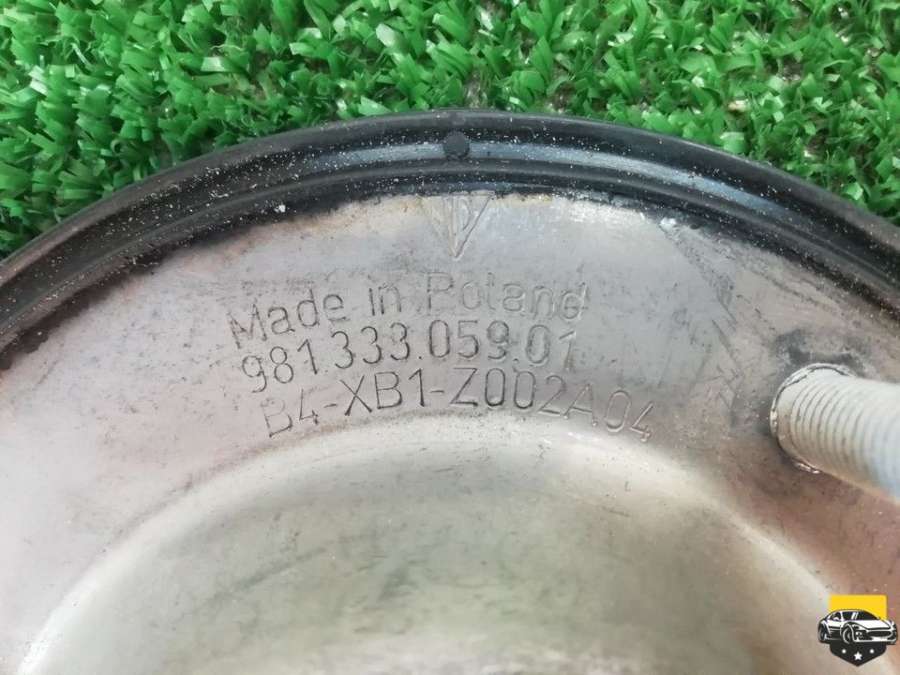 Made in Poland
981.333.059.01
B4-XB1-Z002A04